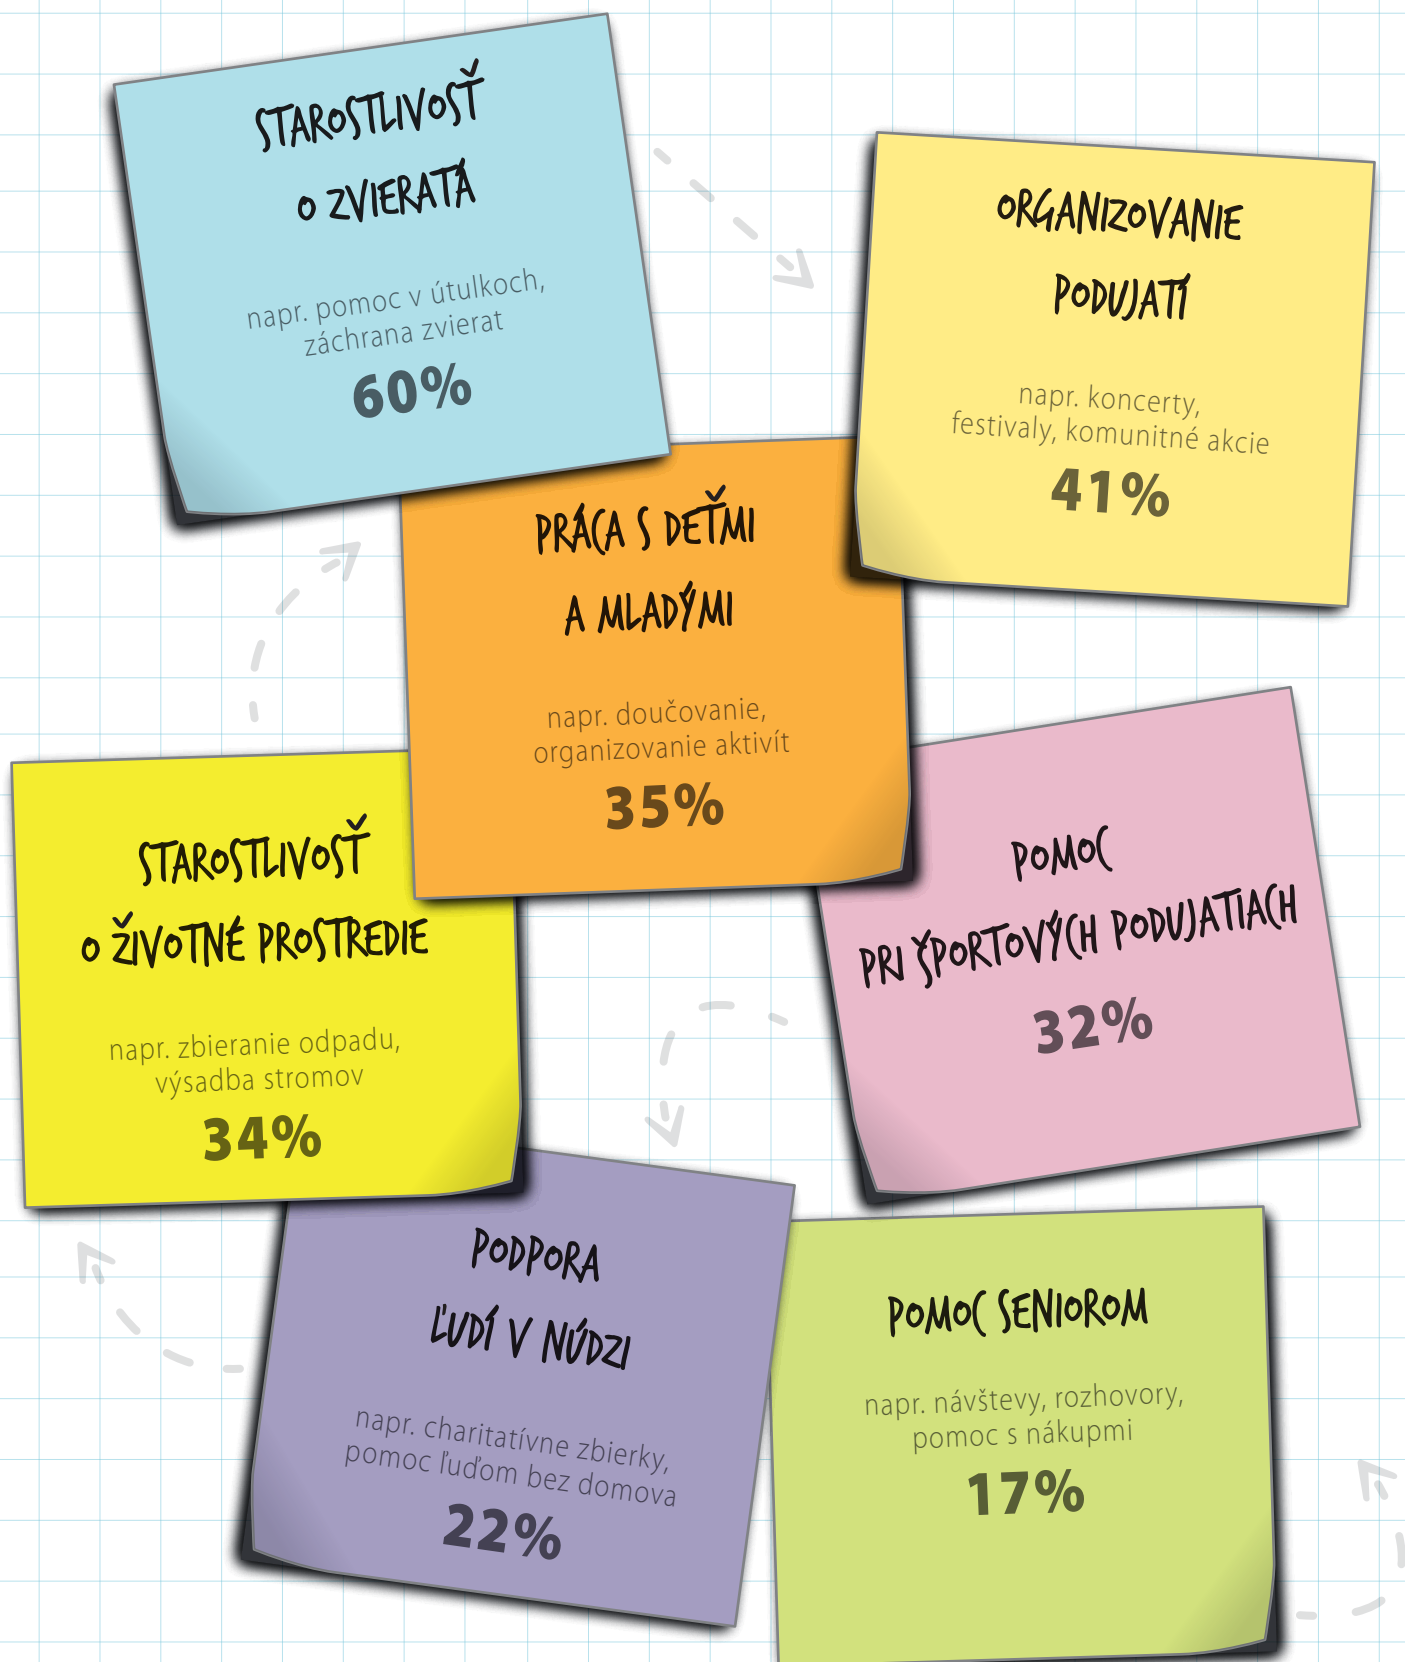 STAROSTLIVOSŤ
O ZVIERATÁ
napr. pomoc v útulkoch,
záchrana zvierat
60%
ORGANIZOVANIE
PODUJATÍ
napr. koncerty,
festivaly, komunitné akcie
41%
PRÁCA S DEŤMI
A MLADÝMI
napr. doučovanie,
organizovanie aktivít
35%
STAROSTLIVOSŤ
O ŽIVOTNÉ PROSTREDIE
napr. zbieranie odpadu,
výsadba stromov
34%
POMOC
PRI ŠPORTOVÝCH PODUJATIACH
32%
PODPORA
ĽUDÍ V NÚDZI
napr. charitatívne zbierky,
pomoc ľuďom bez domova
22%
POMOC SENIOROM
napr. návštevy, rozhovory,
pomoc s nákupmi
17%